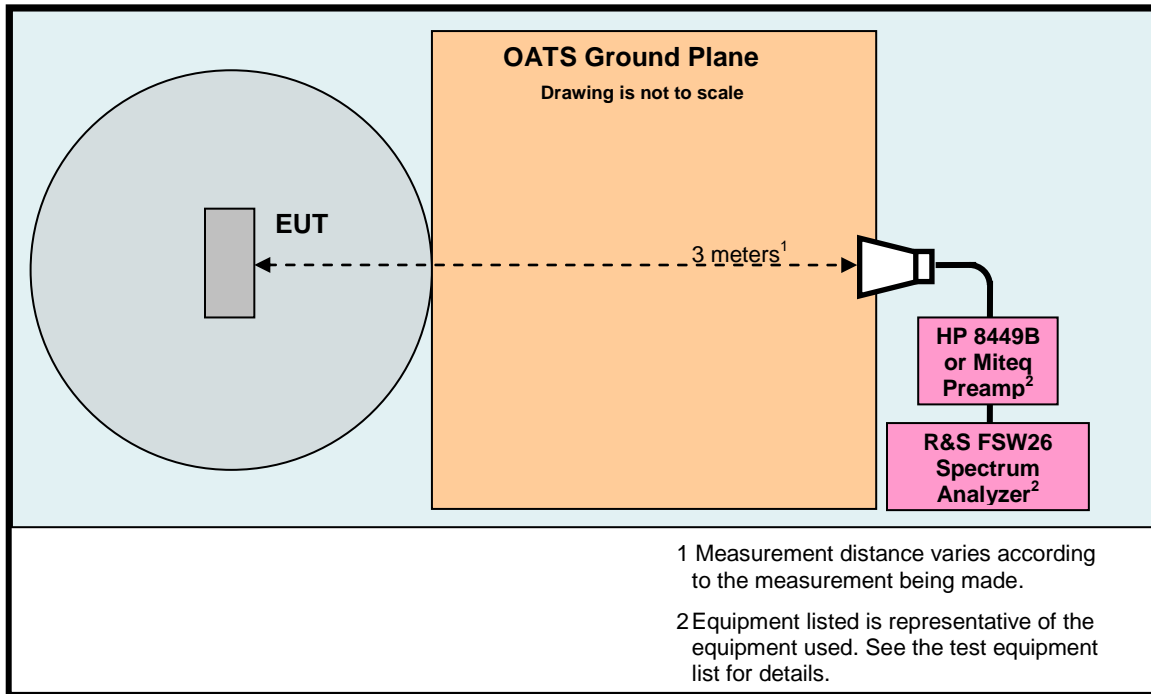 OATS Ground Plane
Drawing is not to scale
EUT
3 meters¹
HP 8449B
or Miteq
Preamp²
R&S FSW26
Spectrum
Analyzer²
1 Measurement distance varies according
to the measurement being made.
2 Equipment listed is representative of the
equipment used. See the test equipment
list for details.